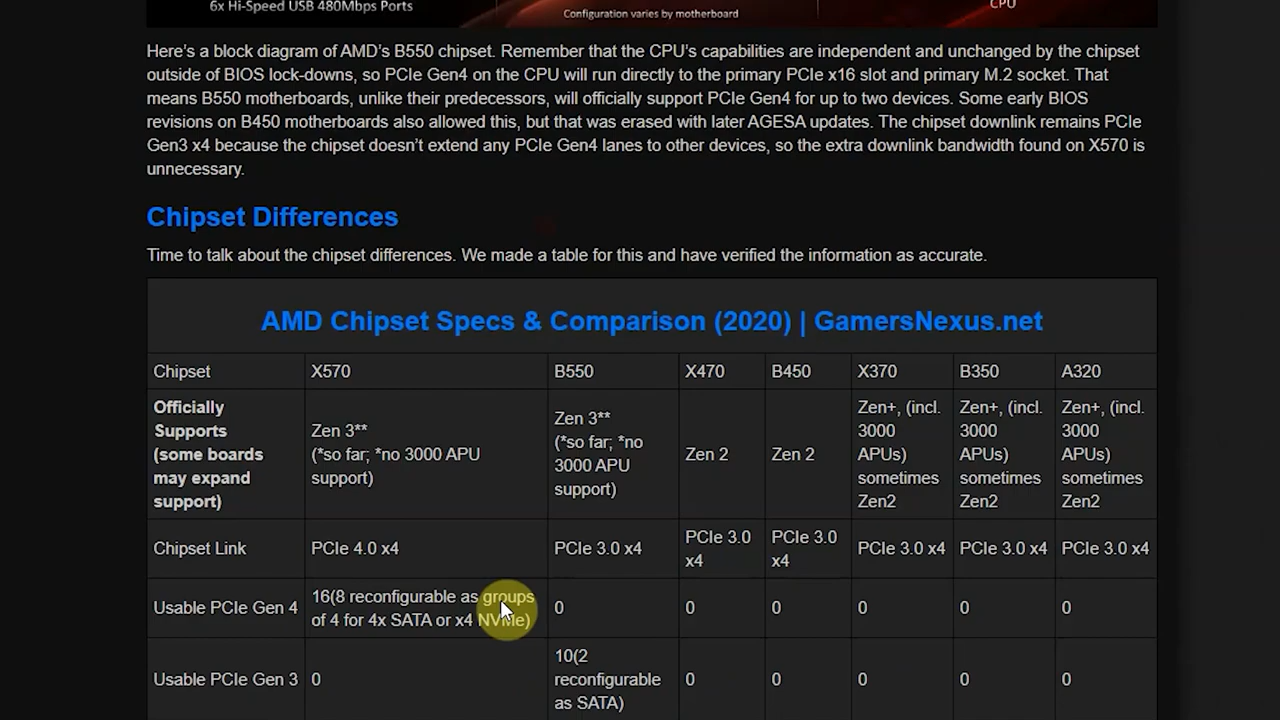 6x Hi-Speed USB 480Mbps Ports
Configuration varies by motherboard
CPU
Here's a block diagram of AMD's B550 chipset. Remember that the CPU's capabilities are independent and unchanged by the chipset
outside of BIOS lock-downs, so PCIe Gen4 on the CPU will run directly to the primary PCIe x16 slot and primary M.2 socket. That
means B550 motherboards, unlike their predecessors, will officially support PCIe Gen4 for up to two devices. Some early BIOS
revisions on B450 motherboards also allowed this, but that was erased with later AGESA updates. The chipset downlink remains PCIe
Gen3 x4 because the chipset doesn't extend any PCIe Gen4 lanes to other devices, so the extra downlink bandwidth found on X570 is
unnecessary.
Chipset Differences
Time to talk about the chipset differences. We made a table for this and have verified the information as accurate.
AMD Chipset Specs & Comparison (2020) | GamersNexus.net
Chipset
X570
B550
X470
B450
X370
B350
A320
Officially
Supports
(some boards
may expand
support)
Zen 3**
(*so far; *no 3000 APU
support)
Zen 3**
(*so far; *no
3000 APU
support)
Zen 2
Zen 2
Zen+, (incl.
3000
APUs)
sometimes
Zen2
Zen+, (incl.
3000
APUs)
sometimes
Zen2
Zen+, (incl.
3000
APUs)
sometimes
Zen2
Chipset Link
PCIe 4.0 x4
PCIe 3.0 x4
PCIe 3.0
x4
PCIe 3.0
x4
PCIe 3.0 x4
PCIe 3.0 x4
PCIe 3.0 x4
Usable PCIe Gen 4
16(8 reconfigurable as groups
of 4 for 4x SATA or x4 NVMe)
0
0
0
0
0
0
Usable PCIe Gen 3
0
10(2
reconfigurable
as SATA)
0
0
0
0
0